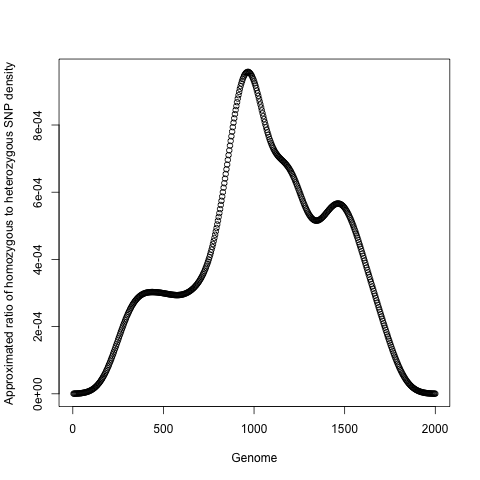 Approximated ratio of homozygous to heterozygous SNP density
8e-04
6e-04
4e-04
2e-04
0e+00
0 500 1000 1500 2000
Genome